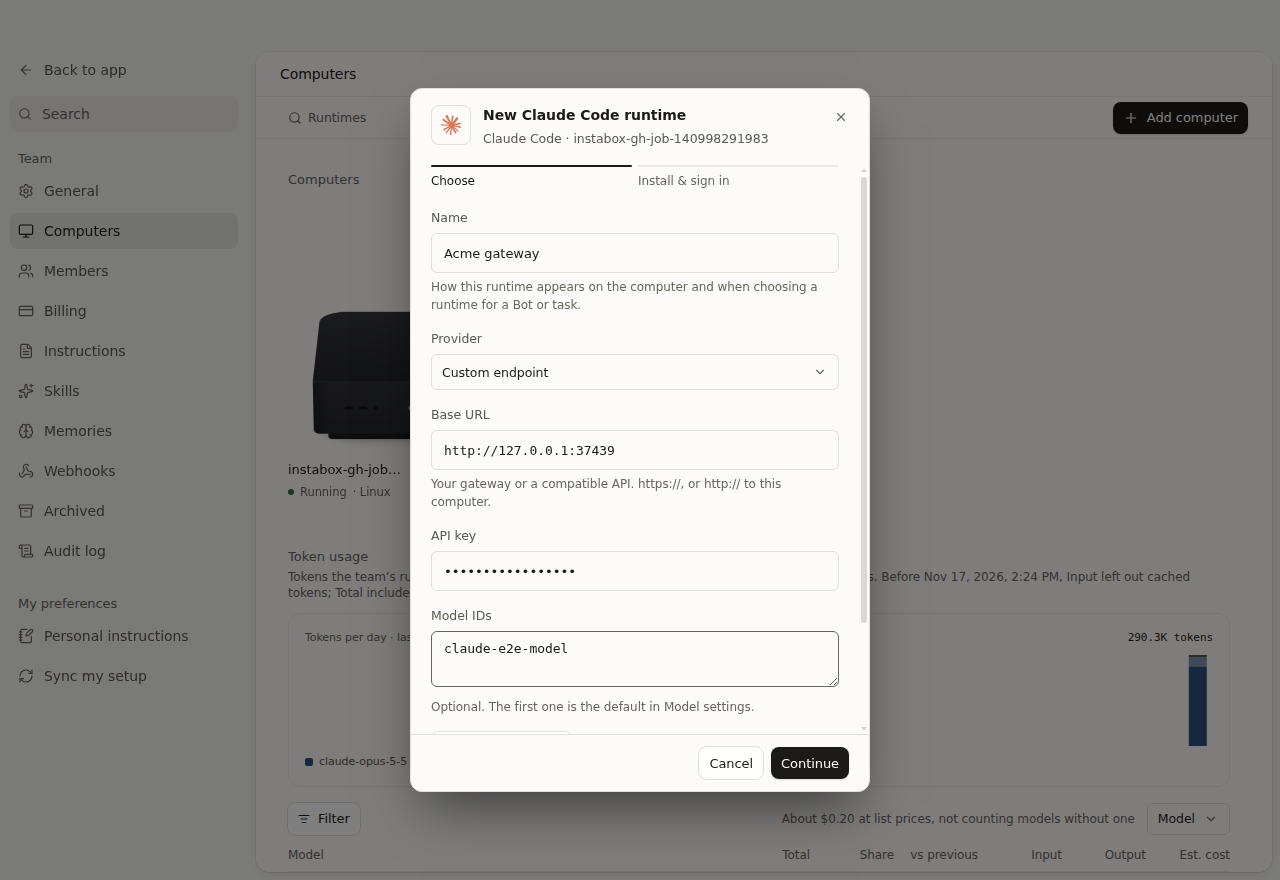 Back to app
Search
Team
General
Computers
Members
Billing
Instructions
Skills
Memories
Webhooks
Archived
Audit log
My preferences
Personal instructions
Sync my setup
Computers
Runtimes
Add computer
Computers
instabox-gh-job…
Running · Linux
Token usage
Tokens the team's ru
s. Before Nov 17, 2026, 2:24 PM, Input left out cached
tokens; Total include
Tokens per day · las
290.3K tokens
claude-opus-5-5
Filter
About $0.20 at list prices, not counting models without one
Model
Model
Total
Share
vs previous
Input
Output
Est. cost
New Claude Code runtime
Claude Code · instabox-gh-job-140998291983
Choose
Install & sign in
Name
Acme gateway
How this runtime appears on the computer and when choosing a
runtime for a Bot or task.
Provider
Custom endpoint
Base URL
http://127.0.0.1:37439
Your gateway or a compatible API. https://, or http:// to this
computer.
API key
•••••••••••••••••
Model IDs
claude-e2e-model
Optional. The first one is the default in Model settings.
Cancel
Continue